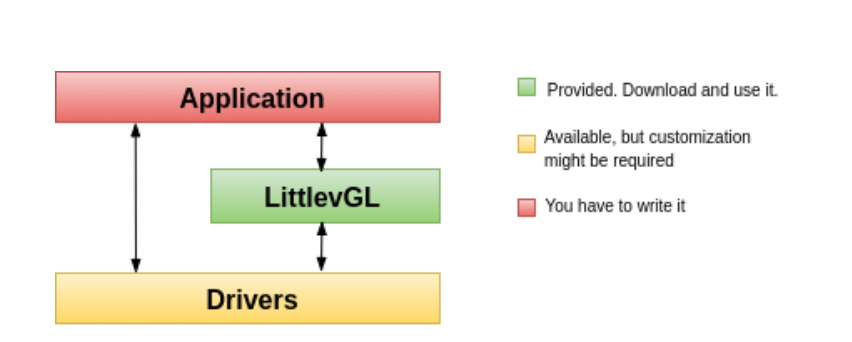 Application
LittlevGL
Drivers
Provided. Download and use it.
Available, but customization
might be required
You have to write it